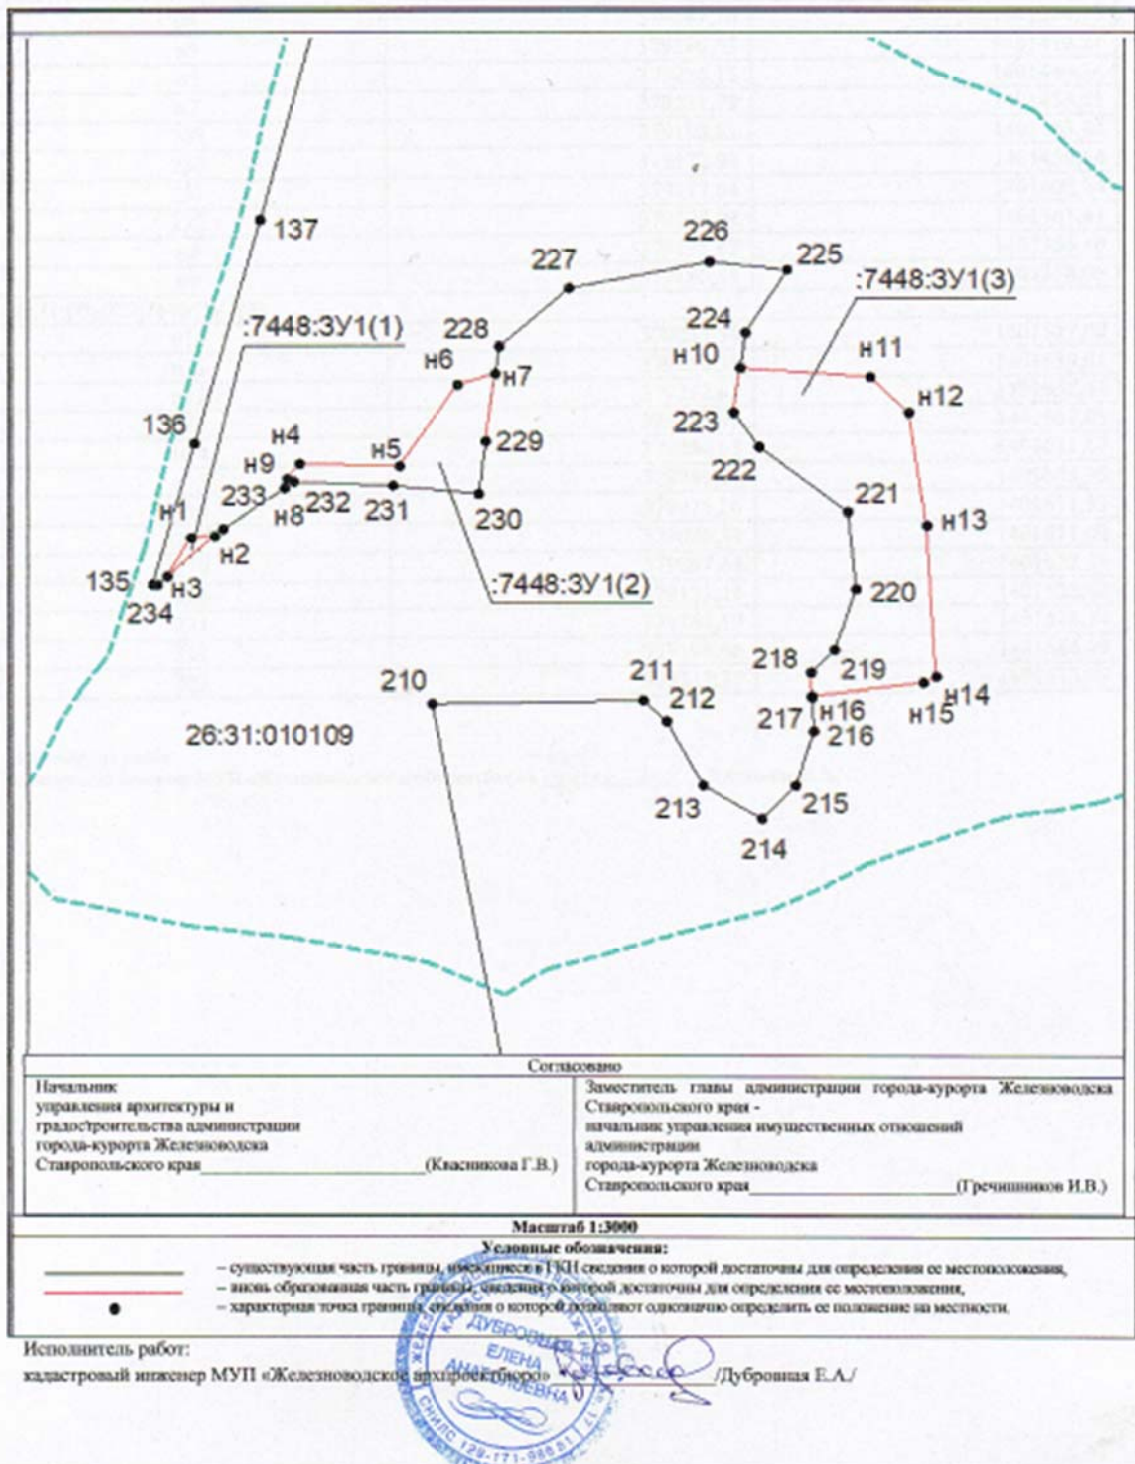 137
226
227
225
:7448:ЗУ1(3)
:7448:ЗУ1(1)
228
224
н6
н7
н10
н11
136
н12
н4
н5
229
223
н9
222
н1
233
232
231
221
н8
230
н13
н2
135
н3
:7448:ЗУ1(2)
220
234
211
218
219
210
212
н14
217
н16
н15
26:31:010109
216
213
215
214
Согласовано
Начальник
управления архитектуры и
градостроительства администрации
города-курорта Железноводска
Ставропольского края (Квасникова Г.В.)
Заместитель главы администрации города-курорта Железноводска
Ставропольского края -
начальник управления имущественных отношений
администрации
города-курорта Железноводска
Ставропольского края (Гречишников И.В.)
Масштаб 1:3000
Условные обозначения:
– существующая часть границы, имеющиеся в ГКН сведения о которой достаточны для определения ее местоположения,
– вновь образованная часть границы, сведения о которой достаточны для определения ее местоположения,
– характерная точка границы, сведения о которой позволяют однозначно определить ее положение на местности.
Исполнитель работ:
кадастровый инженер МУП «Железноводское архпроектбюро» /Дубровная Е.А./
ДУБРОВНАЯ
ЕЛЕНА
АНАТОЛЬЕВНА